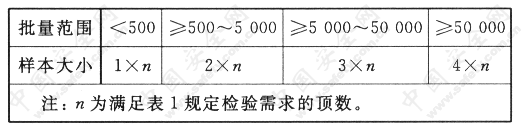 批量范围 <500 ≥500～5 000 ≥5 000～50 000 ≥50 000
样本大小 1×n 2×n 3×n 4×n
注：n 为满足表 1 规定检验需求的顶数。